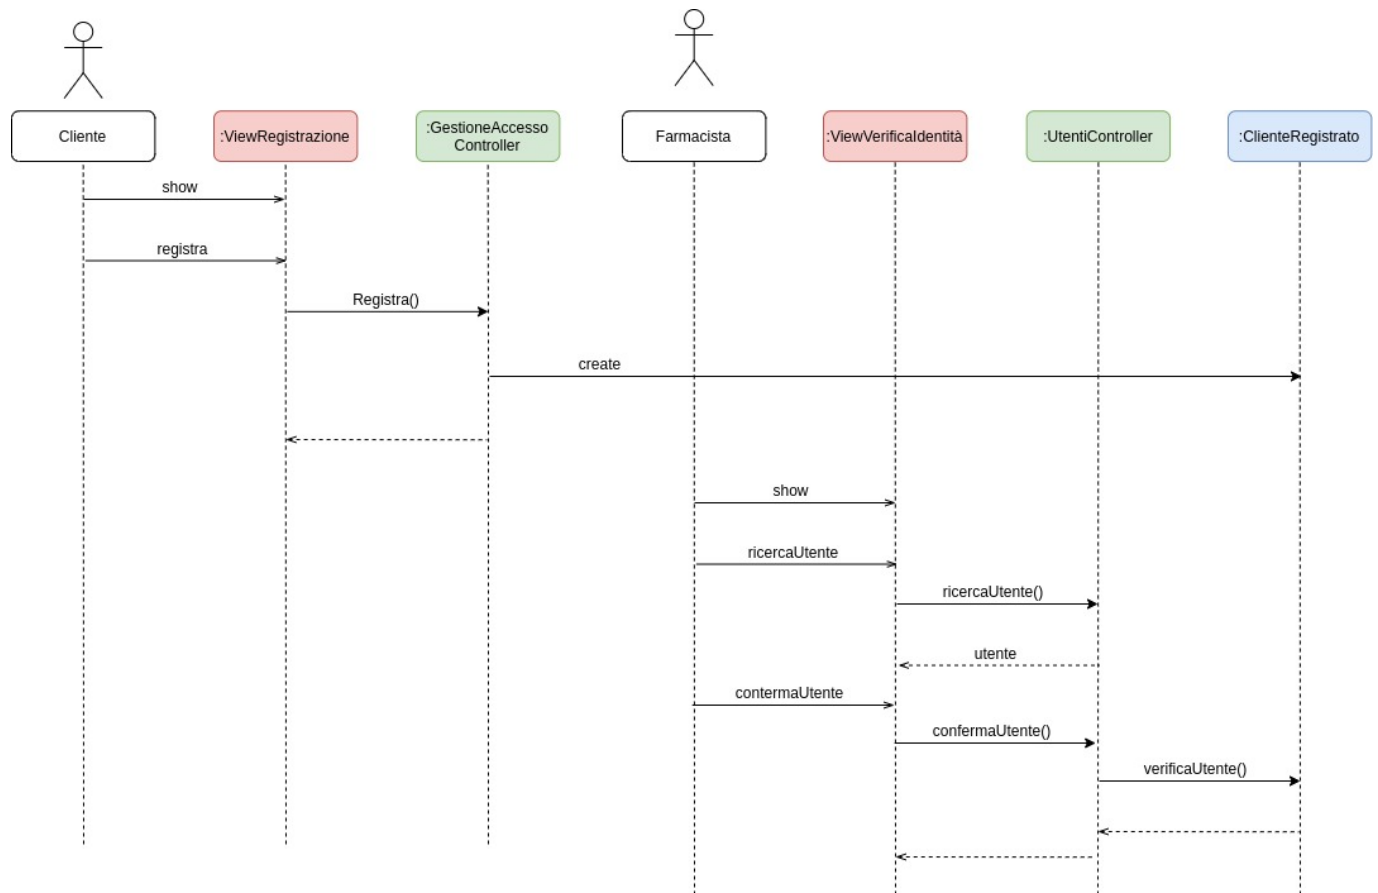 Cliente
:ViewRegistrazione
:GestioneAccesso
Controller
Farmacista
:ViewVerificaIdentità
:UtentiController
:ClienteRegistrato
show
registra
Registra()
create
show
ricercaUtente
ricercaUtente()
utente
contermaUtente
confermaUtente()
verificaUtente()